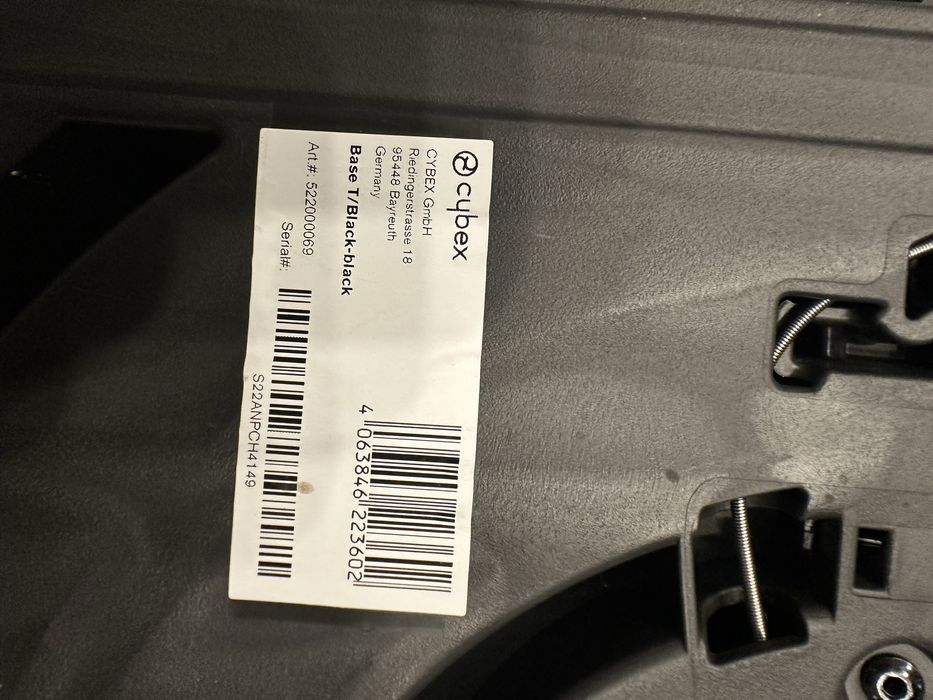 cybex
CYBEX GmbH
Riedingerstrasse 18
95448 Bayreuth
Germany
Base T/Black-black
Art.#: 522000069
Serial#:
S22ANPCH4149
4 063846 223602